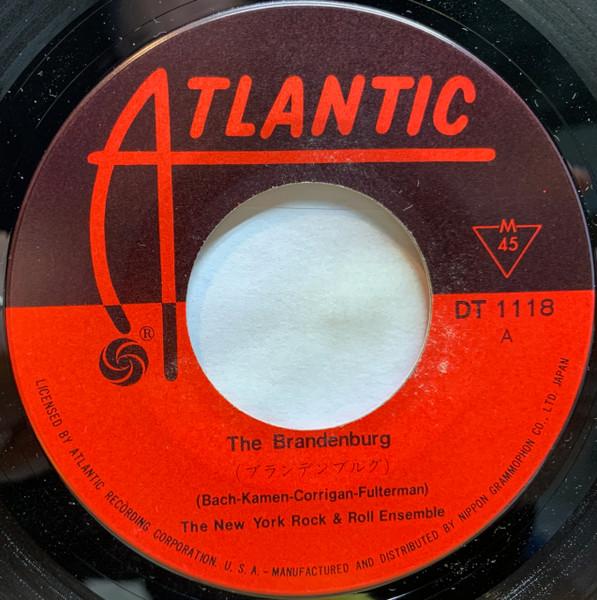 ATLANTIC
®
M
45
DT 1118
A
The Brandenburg
(ブランデンブルグ)
(Bach-Kamen-Corrigan-Fulterman)
The New York Rock & Roll Ensemble
LICENSED BY ATLANTIC RECORDING CORPORATION, U. S. A. – MANUFACTURED AND DISTRIBUTED BY NIPPON GRAMMOPHON CO., LTD. JAPAN